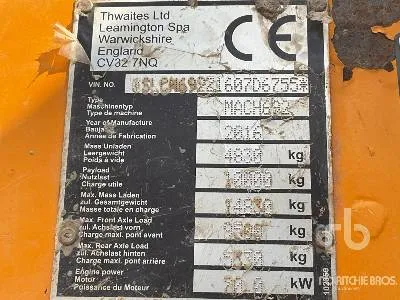 Thwaites Ltd
Leamington Spa
Warwickshire
England
CV32 7NQ
CE
VIN. NO.
Type
Maschinentyp
Type de machine
MACH692
Year of Manufacture
Bauja
Annee de Fabrication
2016
Mass Unladen
Leergewicht
Poids à vide
4830 kg
Payload
Nutzlast
Charge utile
10000 kg
Max. Mass Laden
zul. Gesamtgewicht
Masse totale en charge
kg
Max. Front Axle Load
zul. Achslast vorn
Charge maxi. pont avant
kg
Max. Rear Axle Load
zul. Achslast hinten
Charge maxi. pont arrière
kg
Engine power
Motor
Puissance du Moteur
kW
rb
RITCHIE BROS.